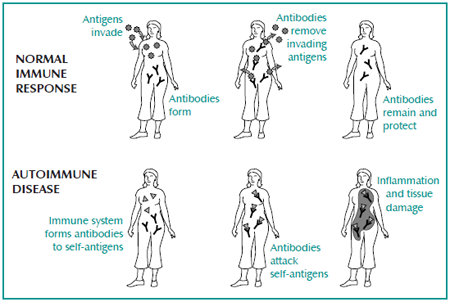 NORMAL
IMMUNE
RESPONSE
Antigens
invade
Antibodies
form
Antibodies
remove
invading
antigens
Antibodies
remain and
protect
AUTOIMMUNE
DISEASE
Immune system
forms antibodies
to self-antigens
Antibodies
attack
self-antigens
Inflammation
and tissue
damage